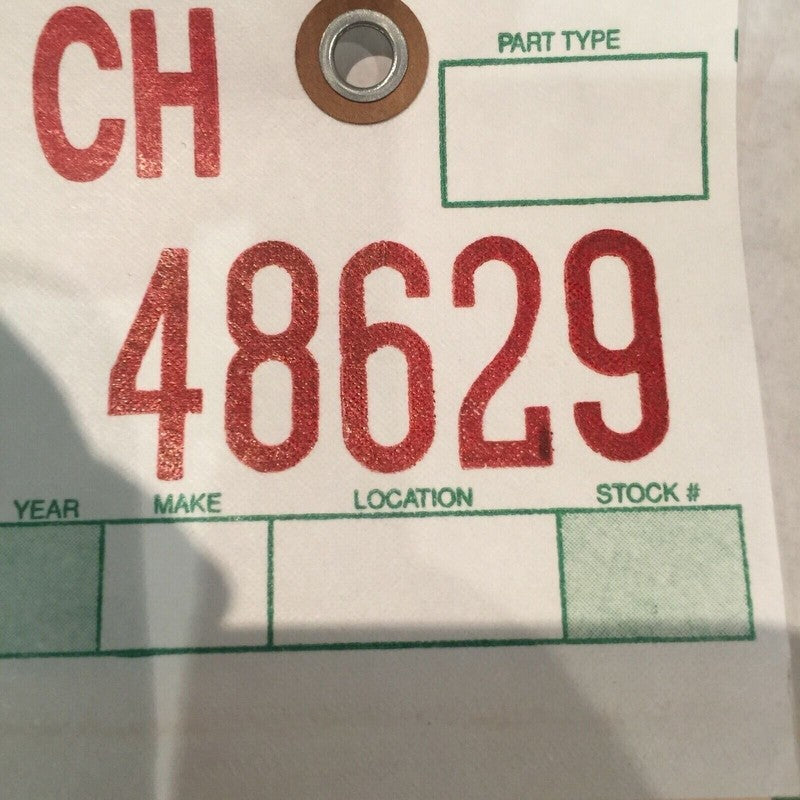 CH
PART TYPE
48629
YEAR MAKE LOCATION STOCK #